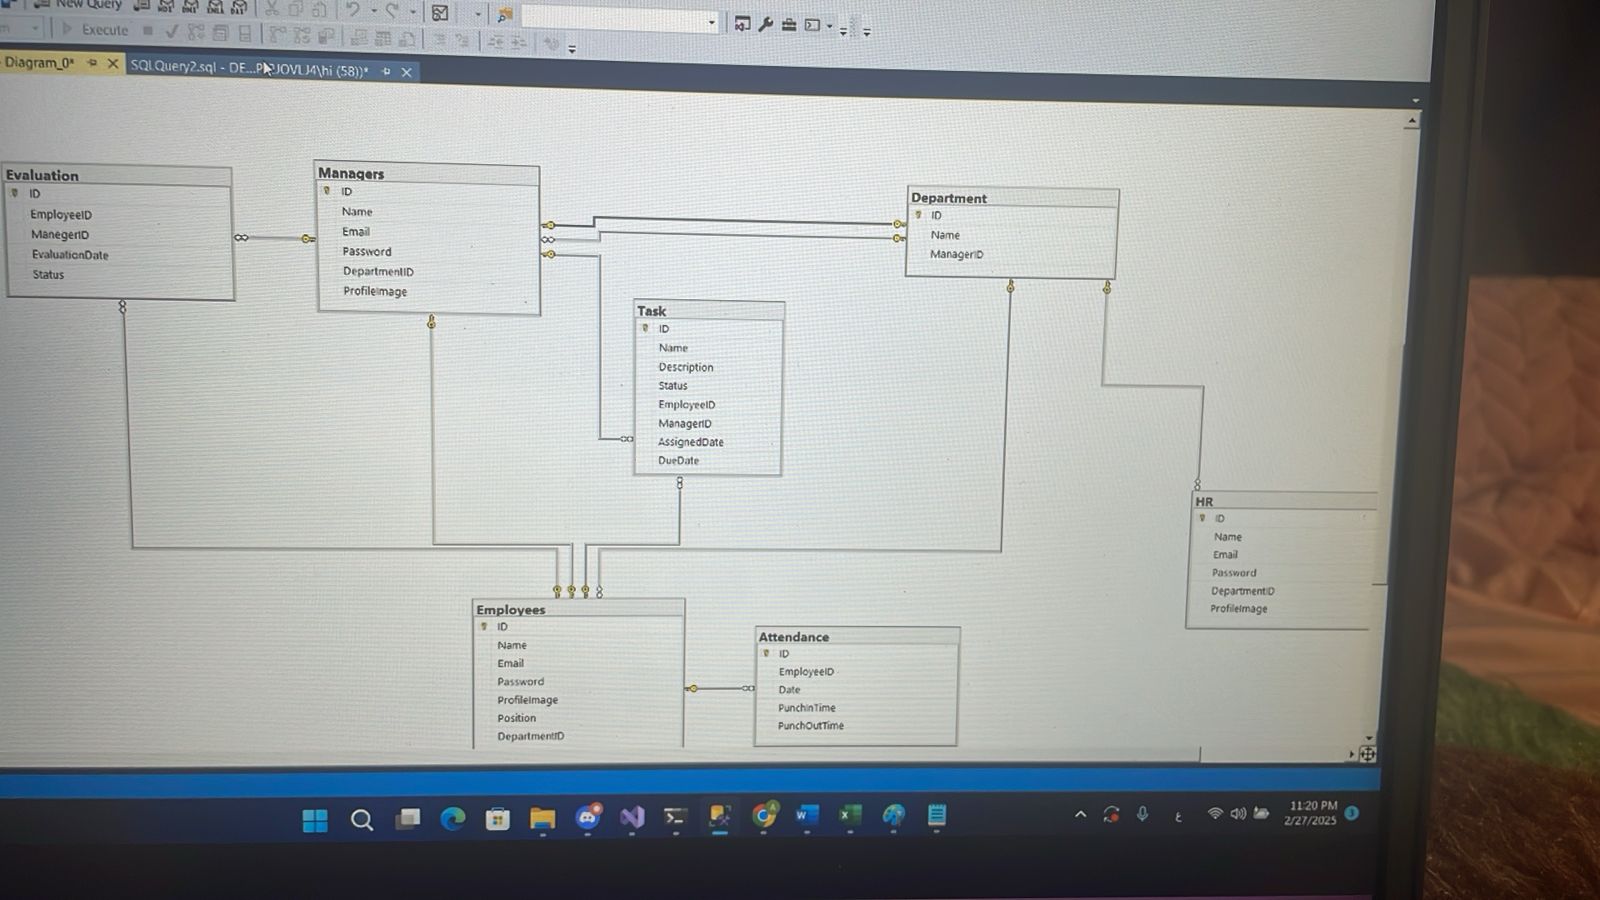 New Query
Execute
Diagram_0*
SQLQuery2.sql - DE...P
JOVLJ4\hi (58))*
Evaluation
ID
EmployeeID
ManegerID
EvaluationDate
Status
Managers
ID
Name
Email
Password
DepartmentID
ProfileImage
Department
ID
Name
ManagerID
Task
ID
Name
Description
Status
EmployeeID
ManagerID
AssignedDate
DueDate
HR
ID
Name
Email
Password
DepartmentID
ProfileImage
Employees
ID
Name
Email
Password
ProfileImage
Position
DepartmentID
Attendance
ID
EmployeeID
Date
PunchInTime
PunchOutTime
ع
11:20 PM
2/27/2025